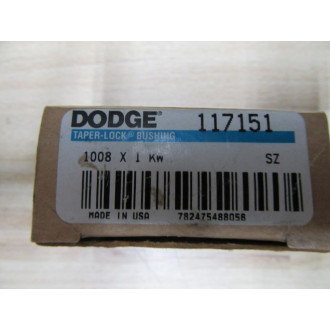 DODGE® 117151
TAPER-LOCK® BUSHING
1008 X 1 KW SZ
MADE IN USA 782475488058